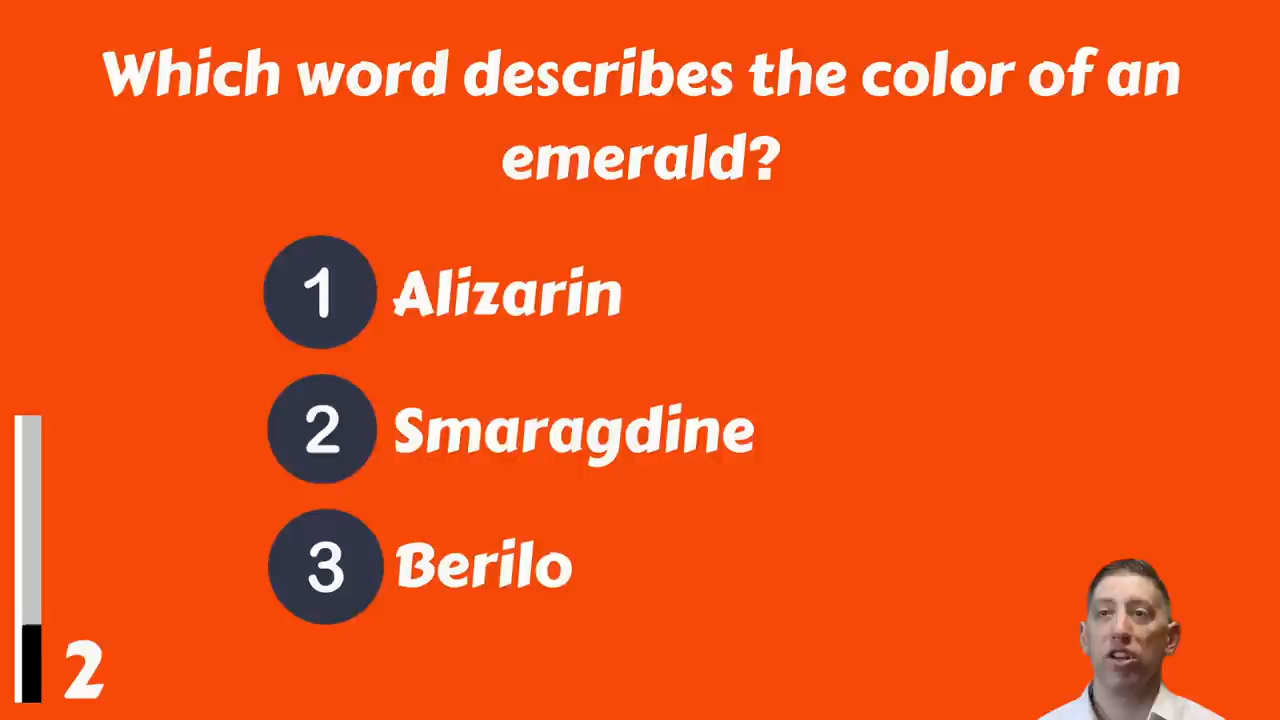 Which word describes the color of an
emerald?
1 Alizarin
2 Smaragdine
3 Berilo
2